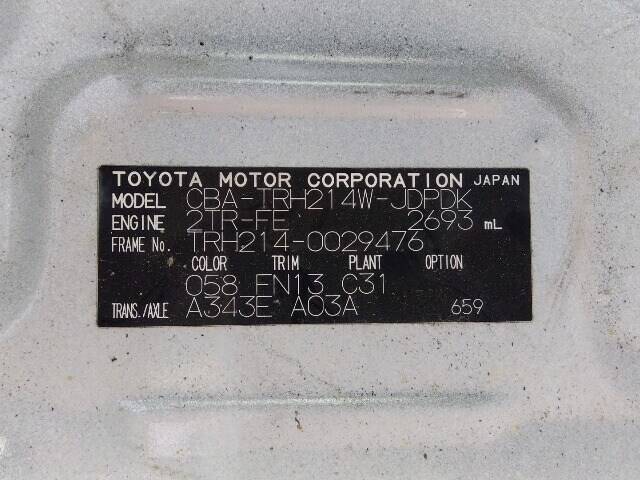 TOYOTA MOTOR CORPORATION JAPAN
MODEL CBA-TRH214W-JDPDK
ENGINE 2TR-FE 2693 mL
FRAME No. TRH214-0029476
COLOR TRIM PLANT OPTION
058 FN13 C31
TRANS./AXLE A343E A03A 659